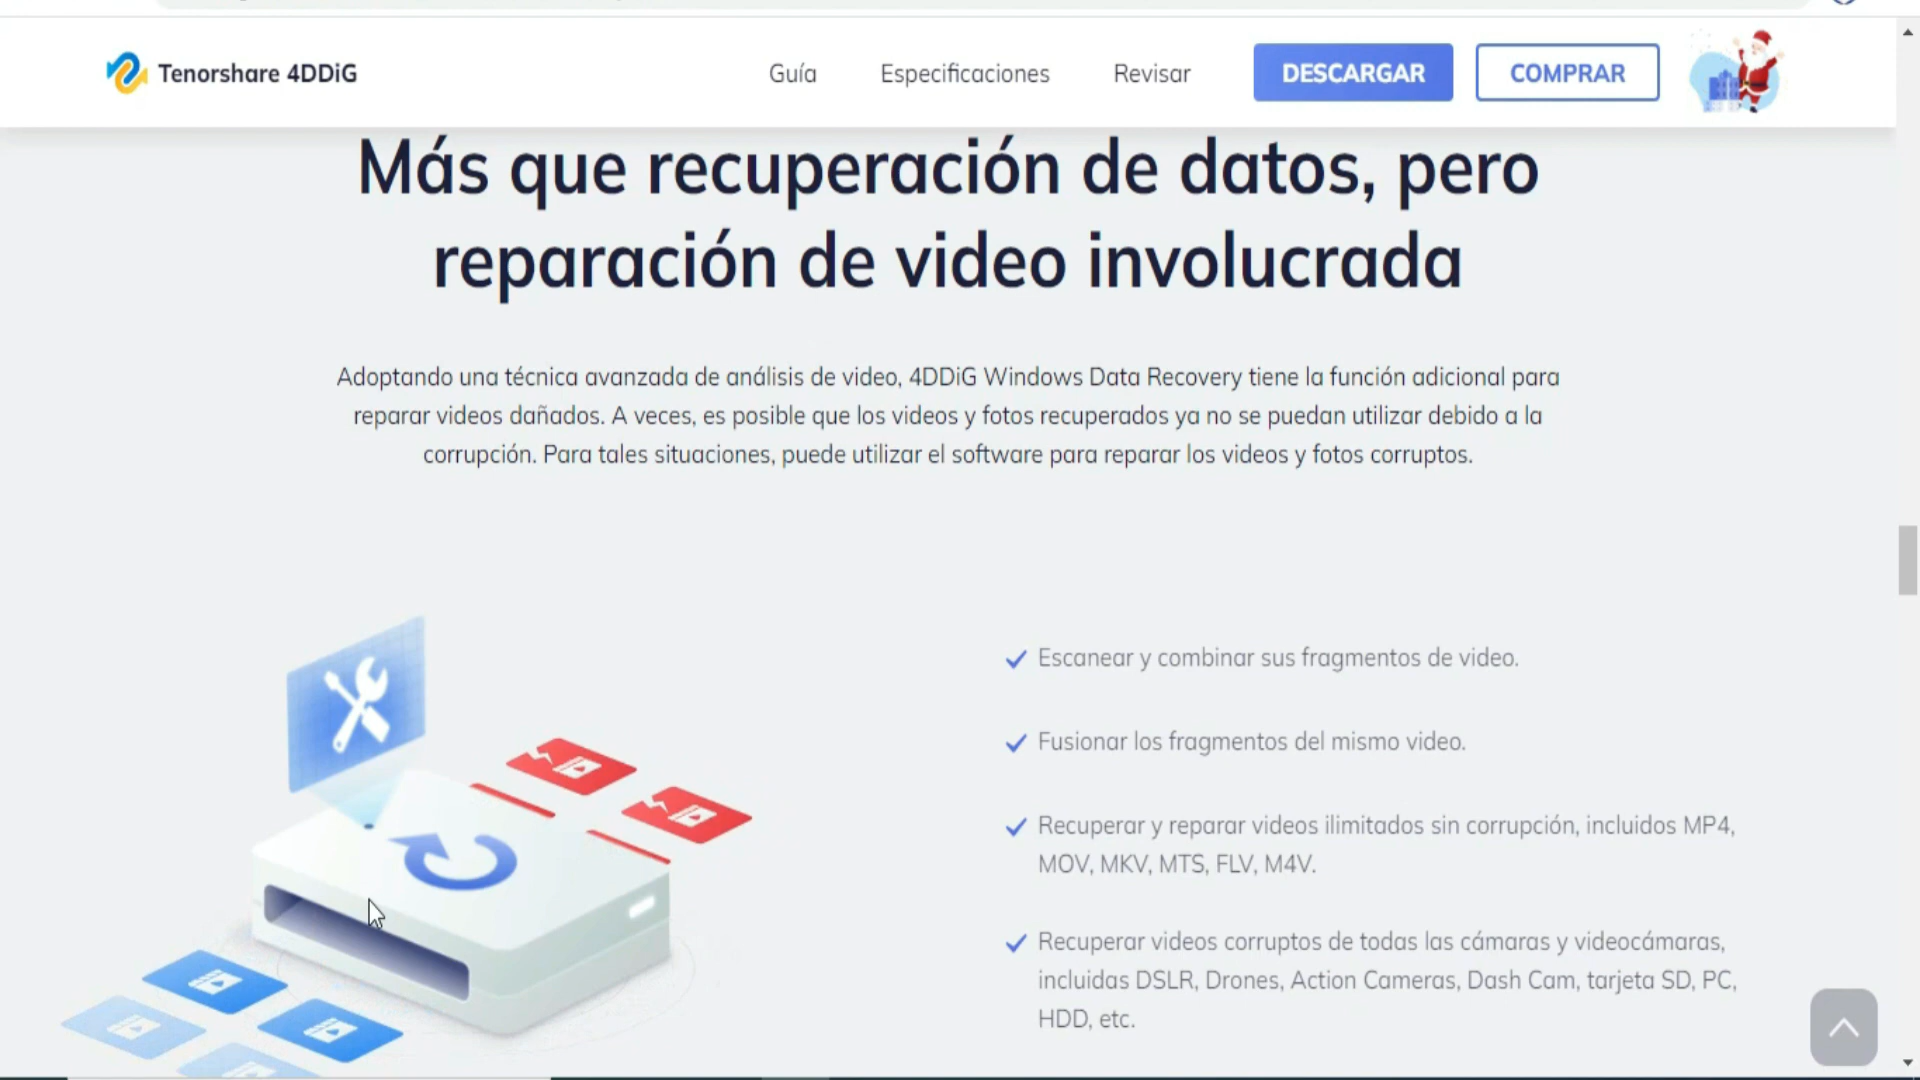 Tenorshare 4DDiG
Guía
Especificaciones
Revisar
DESCARGAR
COMPRAR
Más que recuperación de datos, pero
reparación de video involucrada
Adoptando una técnica avanzada de análisis de video, 4DDiG Windows Data Recovery tiene la función adicional para
reparar videos dañados. A veces, es posible que los videos y fotos recuperados ya no se puedan utilizar debido a la
corrupción. Para tales situaciones, puede utilizar el software para reparar los videos y fotos corruptos.
Escanear y combinar sus fragmentos de video.
Fusionar los fragmentos del mismo video.
Recuperar y reparar videos ilimitados sin corrupción, incluidos MP4,
MOV, MKV, MTS, FLV, M4V.
Recuperar videos corruptos de todas las cámaras y videocámaras,
incluidas DSLR, Drones, Action Cameras, Dash Cam, tarjeta SD, PC,
HDD, etc.